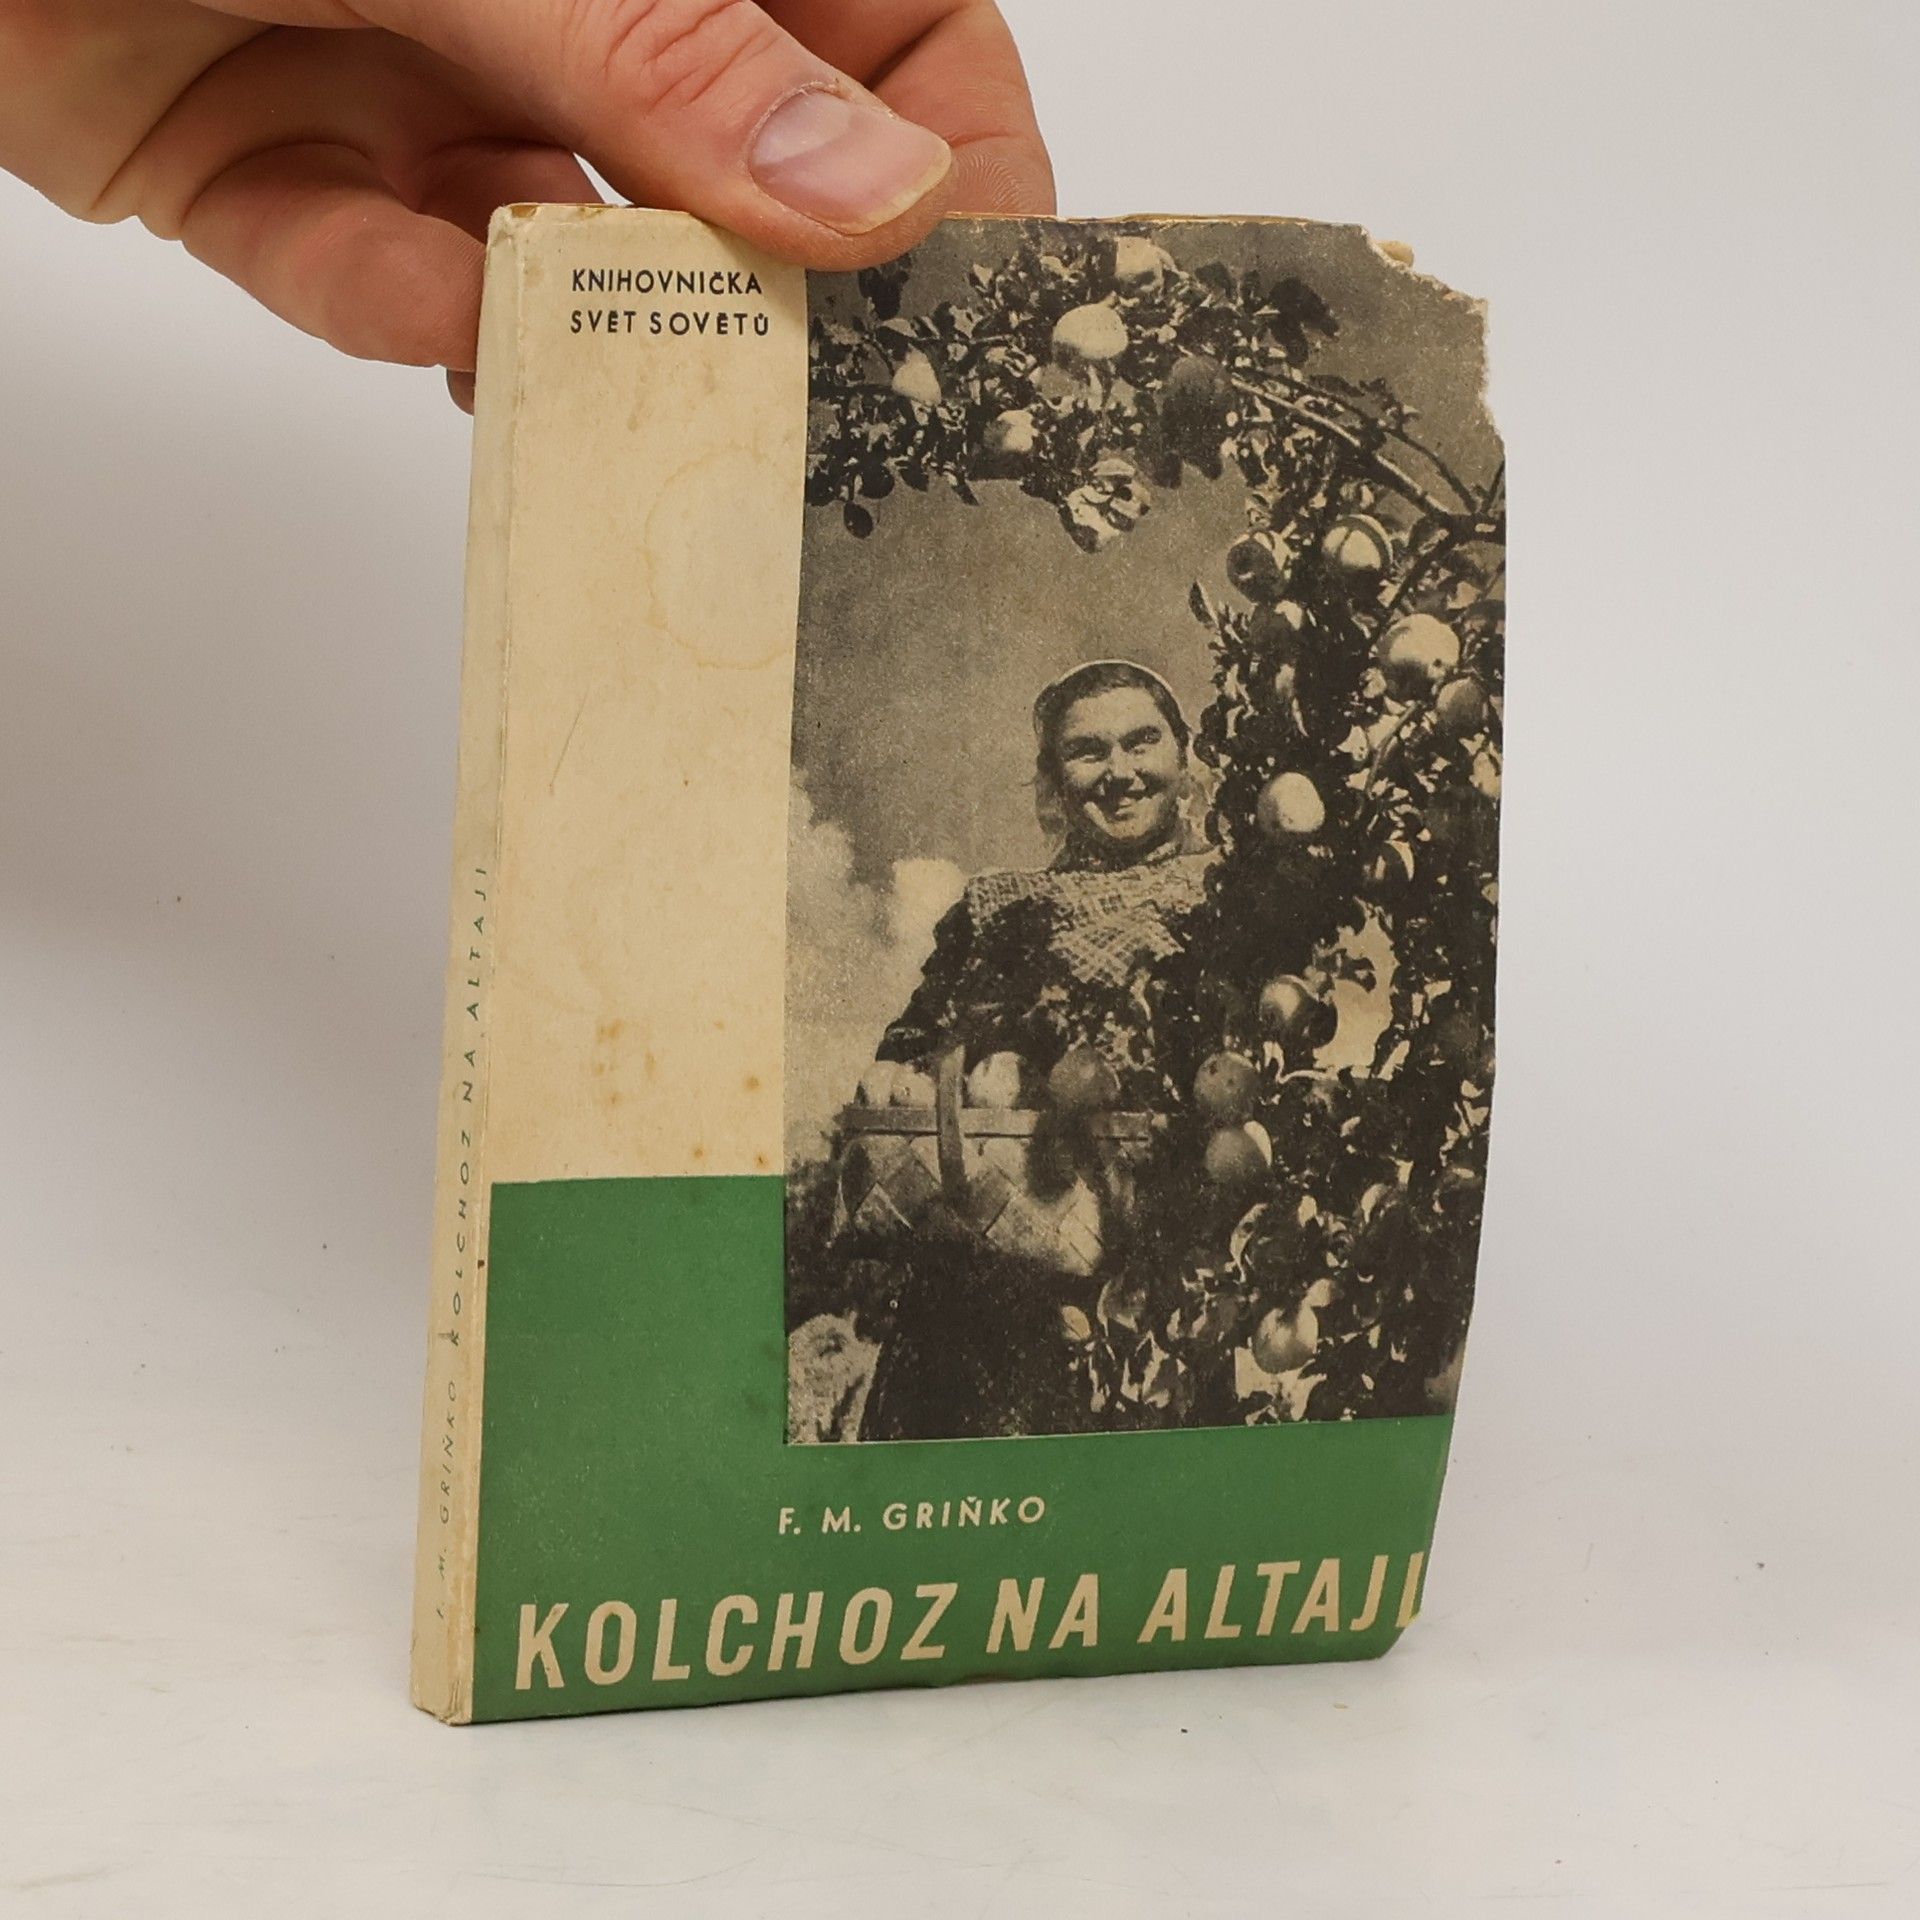 KNIHOVNIČKA
SVĚT SOVĚTŮ
F. M. GRIŇKO
KOLCHOZ NA ALTAJI
F. M. GRIŇKO KOLCHOZ NA ALTAJI